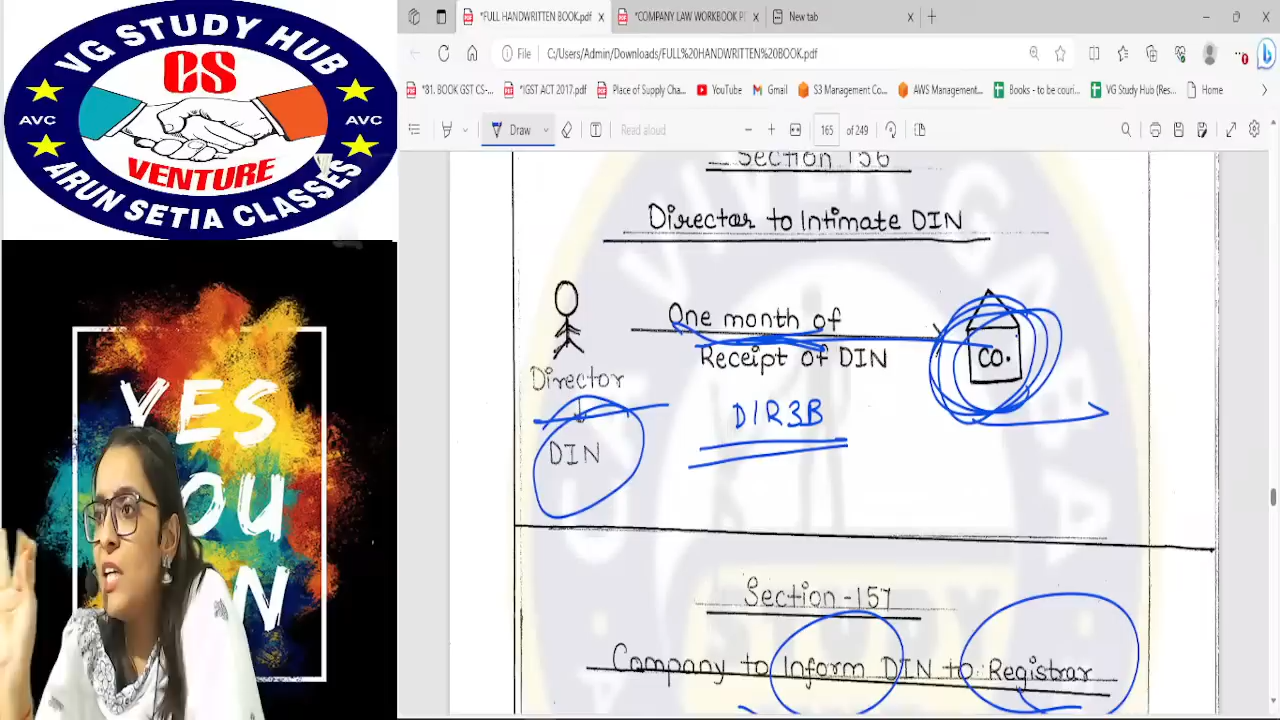 VG STUDY HUB
CS
AVC
AVC
VENTURE
ARUN SETIA CLASSES
YES
YOU
*FULL HANDWRITTEN BOOK.pdf
*COMPANY LAW WORKBOOK P
New tab
File
C:/Users/Admin/Downloads/FULL%20HANDWRITTEN%20BOOK.pdf
*81. BOOK GST CS-...
*IGST ACT 2017.pdf
Place of Supply Cha...
YouTube
Gmail
S3 Management Co...
AWS Management...
Books - to be couri...
VG Study Hub (Res...
Home
Draw
Read aloud
165
of 249
Section 156
Director to Intimate DIN
One month of
Receipt of DIN
CO.
Director
DIR3B
DIN
Section-157
Company to Inform DIN to Registrar